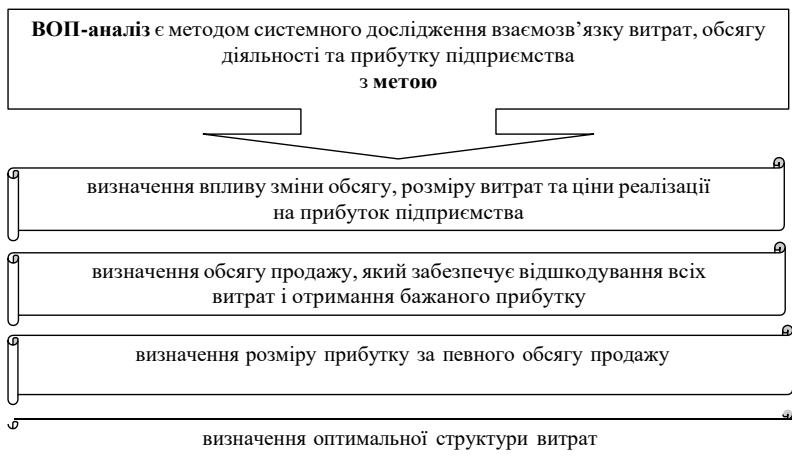 ВОП-аналіз є методом системного дослідження взаємозв’язку витрат, обсягу
діяльності та прибутку підприємства
з метою
визначення впливу зміни обсягу, розміру витрат та ціни реалізації
на прибуток підприємства
визначення обсягу продажу, який забезпечує відшкодування всіх
витрат і отримання бажаного прибутку
визначення розміру прибутку за певного обсягу продажу
визначення оптимальної структури витрат